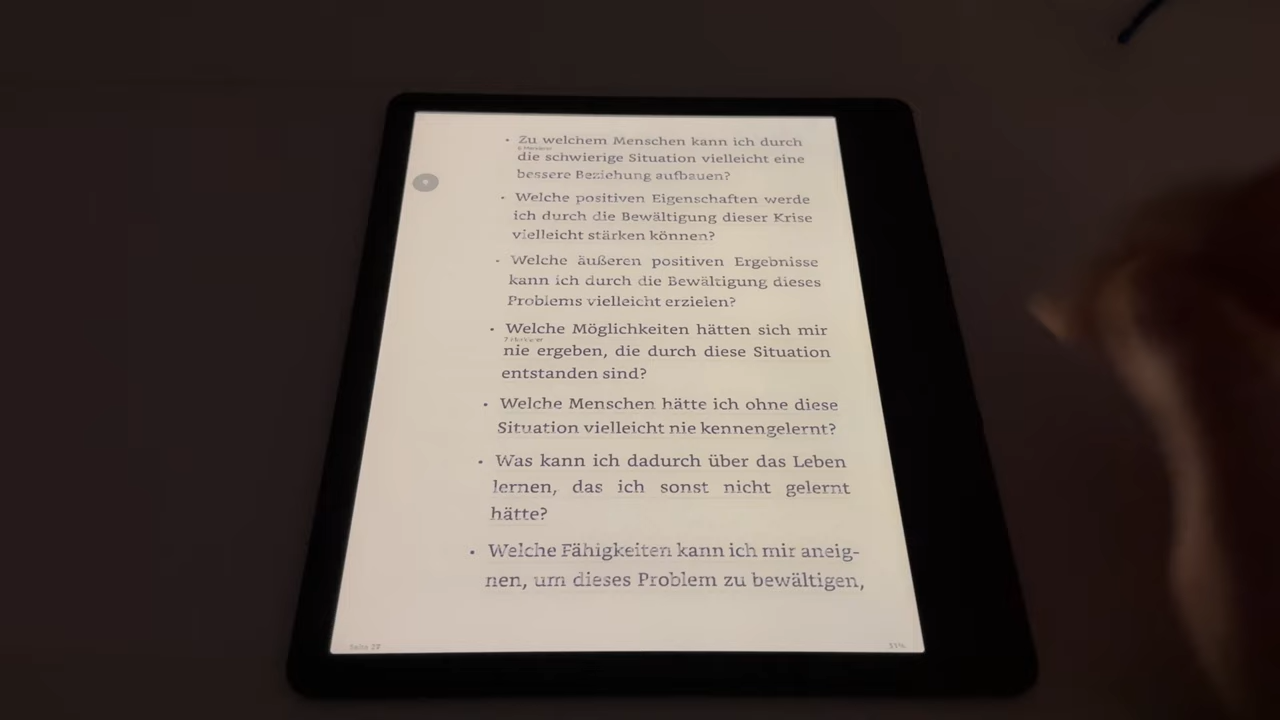 • Zu welchem Menschen kann ich durch
die schwierige Situation vielleicht eine
bessere Beziehung aufbauen?
• Welche positiven Eigenschaften werde
ich durch die Bewältigung dieser Krise
vielleicht stärken können?
• Welche äußeren positiven Ergebnisse
kann ich durch die Bewältigung dieses
Problems vielleicht erzielen?
• Welche Möglichkeiten hätten sich mir
nie ergeben, die durch diese Situation
entstanden sind?
• Welche Menschen hätte ich ohne diese
Situation vielleicht nie kennengelernt?
• Was kann ich dadurch über das Leben
lernen, das ich sonst nicht gelernt
hätte?
• Welche Fähigkeiten kann ich mir aneig-
nen, um dieses Problem zu bewältigen,